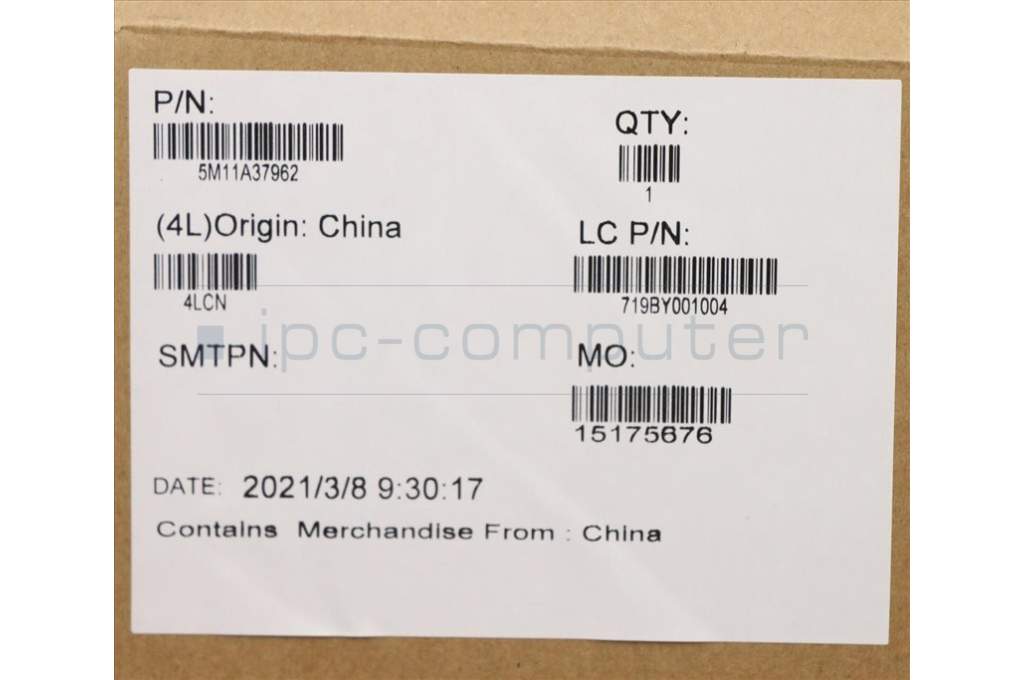 P/N:
5M11A37962
QTY:
1
(4L)Origin: China
4LCN
LC P/N:
719BY001004
ipc-computer
SMTPN:
MO:
15175676
DATE: 2021/3/8 9:30:17
Contains Merchandise From : China